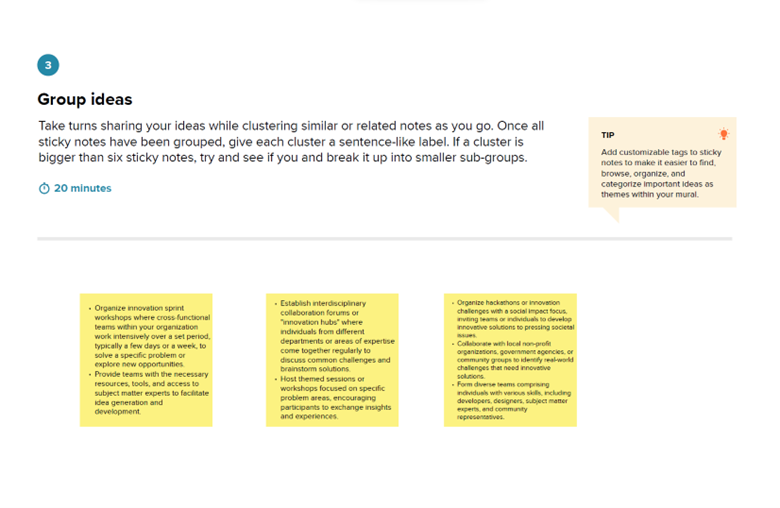 3
Group ideas
Take turns sharing your ideas while clustering similar or related notes as you go. Once all
sticky notes have been grouped, give each cluster a sentence-like label. If a cluster is
bigger than six sticky notes, try and see if you and break it up into smaller sub-groups.
20 minutes
TIP
Add customizable tags to sticky
notes to make it easier to find,
browse, organize, and
categorize important ideas as
themes within your mural.
• Organize innovation sprint
workshops where cross-functional
teams within your organization
work intensively over a set period,
typically a few days or a week, to
solve a specific problem or
explore new opportunities.
• Provide teams with the necessary
resources, tools, and access to
subject matter experts to facilitate
idea generation and
development.
• Establish interdisciplinary
collaboration forums or
"innovation hubs" where
individuals from different
departments or areas of expertise
come together regularly to
discuss common challenges and
brainstorm solutions.
• Host themed sessions or
workshops focused on specific
problem areas, encouraging
participants to exchange insights
and experiences.
• Organize hackathons or innovation
challenges with a social impact focus,
inviting teams or individuals to develop
innovative solutions to pressing societal
issues.
• Collaborate with local non-profit
organizations, government agencies, or
community groups to identify real-world
challenges that need innovative
solutions.
• Form diverse teams comprising
individuals with various skills, including
developers, designers, subject matter
experts, and community
representatives.